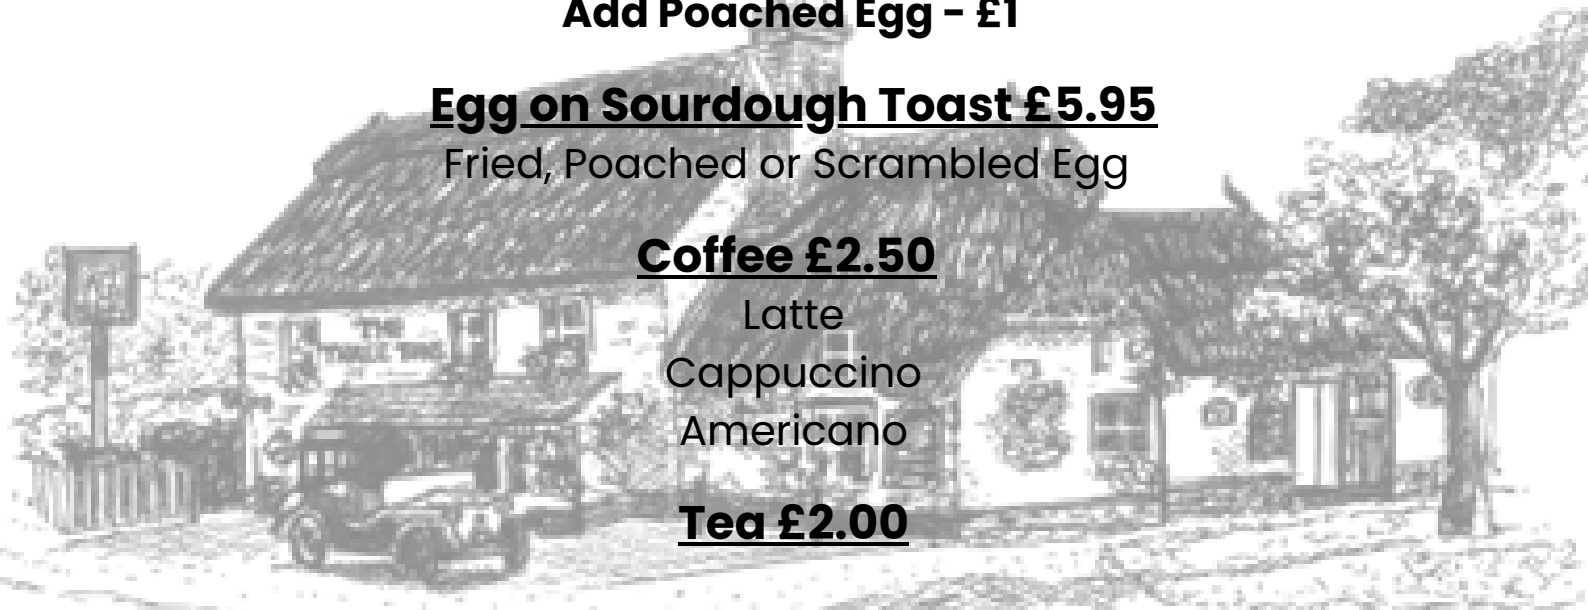 Add Poached Egg - £1
Egg on Sourdough Toast £5.95
Fried, Poached or Scrambled Egg
Coffee £2.50
Latte
Cappuccino
Americano
Tea £2.00
THE